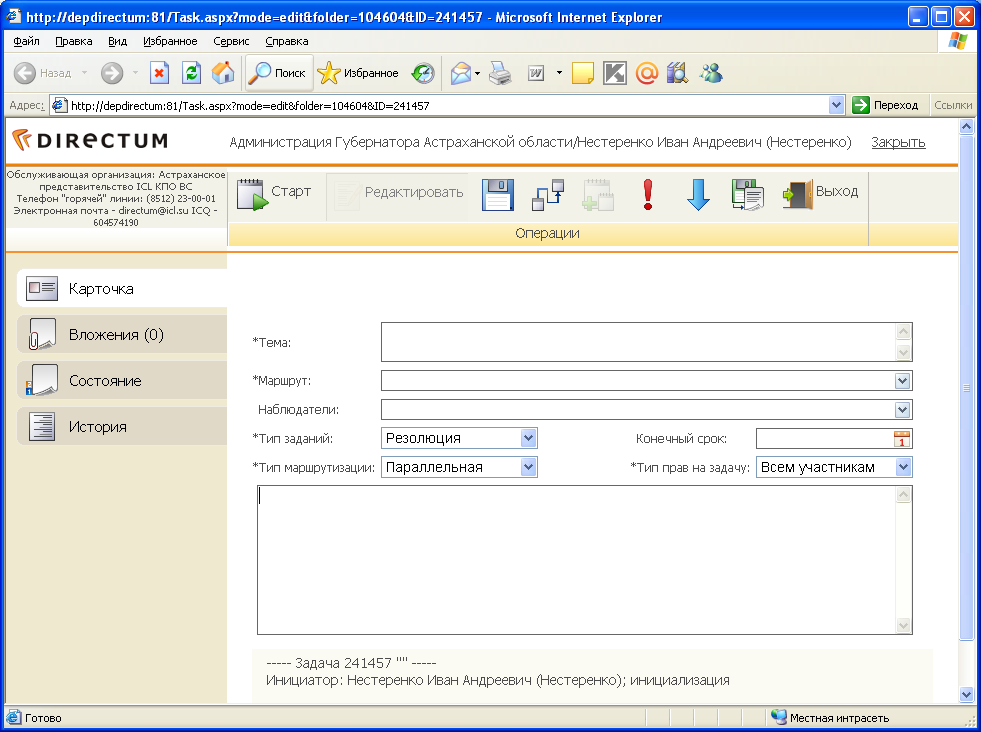 http://depdirectum:81/Task.aspx?mode=edit&folder=104604&ID=241457 - Microsoft Internet Explorer
Файл Правка Вид Избранное Сервис Справка
Назад Поиск Избранное
Адрес: http://depdirectum:81/Task.aspx?mode=edit&folder=104604&ID=241457 Переход Ссылки
DIRECTUM Администрация Губернатора Астраханской области/Нестеренко Иван Андреевич (Нестеренко) Закрыть
Обслуживающая организация: Астраханское
представительство ICL КПО ВС
Телефон "горячей" линии: (8512) 23-00-01
Электронная почта - directum@icl.su ICQ -
604574190
Старт Редактировать Выход
Операции
Карточка
Вложения (0)
Состояние
История
*Тема:
*Маршрут:
Наблюдатели:
*Тип заданий: Резолюция Конечный срок: 1
*Тип маршрутизации: Параллельная *Тип прав на задачу: Всем участникам
----- Задача 241457 "" -----
Инициатор: Нестеренко Иван Андреевич (Нестеренко); инициализация
Готово Местная интрасеть